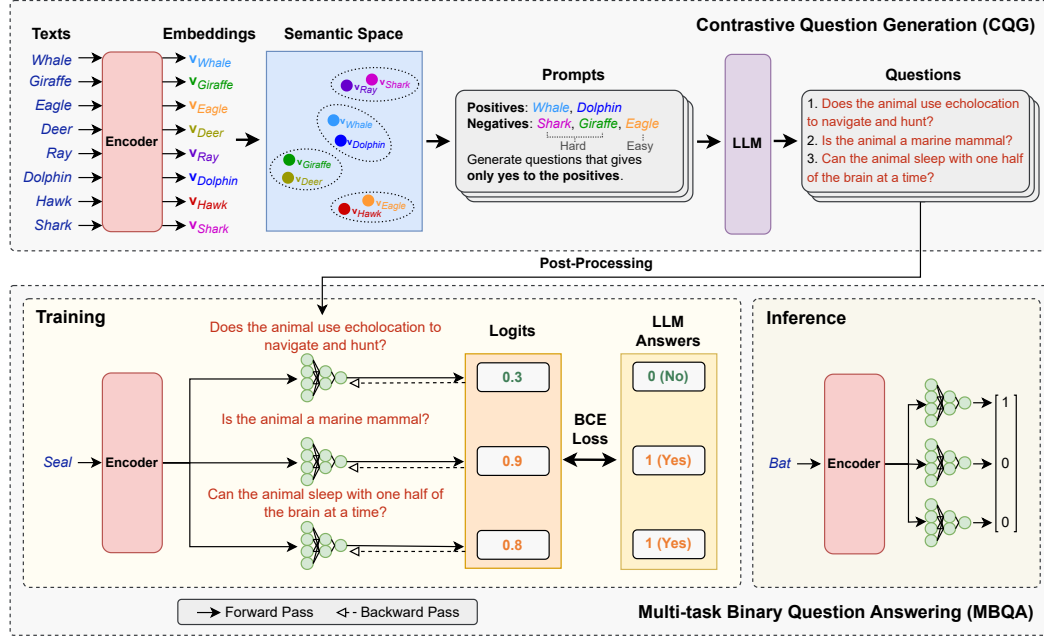 Contrastive Question Generation (CQG)
Texts
Embeddings
Semantic Space
Whale
Giraffe
Eagle
Deer
Ray
Dolphin
Hawk
Shark
Encoder
vWhale
vGiraffe
vEagle
vDeer
vRay
vDolphin
vHawk
vShark
vShark
vRay
vWhale
vDolphin
vGiraffe
vDeer
vEagle
vHawk
Prompts
Positives: Whale, Dolphin
Negatives: Shark, Giraffe, Eagle
Hard Easy
Generate questions that gives
only yes to the positives.
LLM
Questions
1. Does the animal use echolocation
to navigate and hunt?
2. Is the animal a marine mammal?
3. Can the animal sleep with one half
of the brain at a time?
Post-Processing
Training
Seal
Encoder
Does the animal use echolocation to
navigate and hunt?
Is the animal a marine mammal?
Can the animal sleep with one half of
the brain at a time?
Logits
0.3
0.9
0.8
BCE
Loss
LLM
Answers
0 (No)
1 (Yes)
1 (Yes)
Inference
Bat
Encoder
1
0
0
Forward Pass
Backward Pass
Multi-task Binary Question Answering (MBQA)